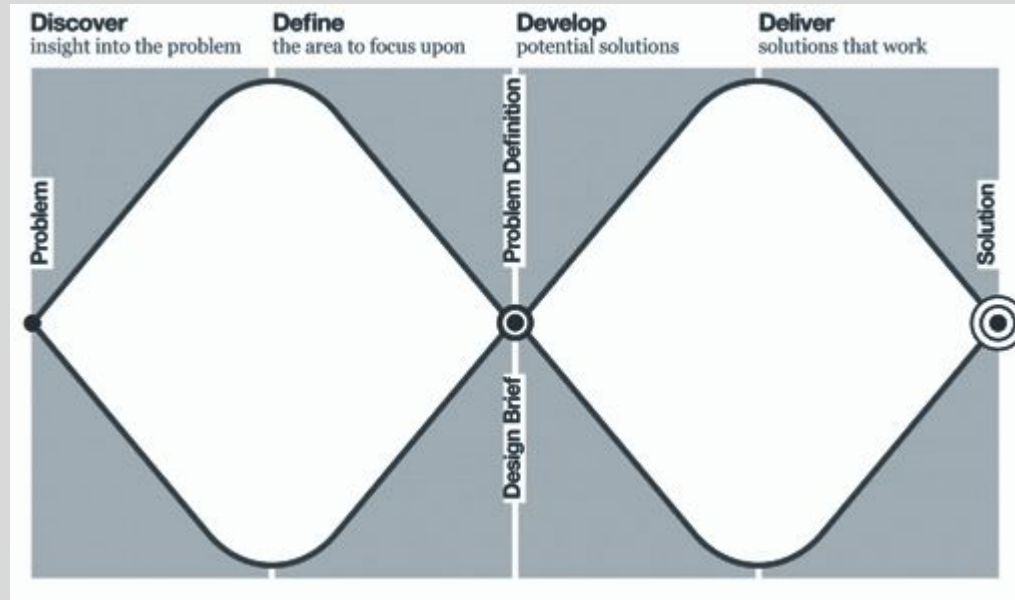 Discover
insight into the problem
Define
the area to focus upon
Develop
potential solutions
Deliver
solutions that work
Problem
Problem Definition
Design Brief
Solution